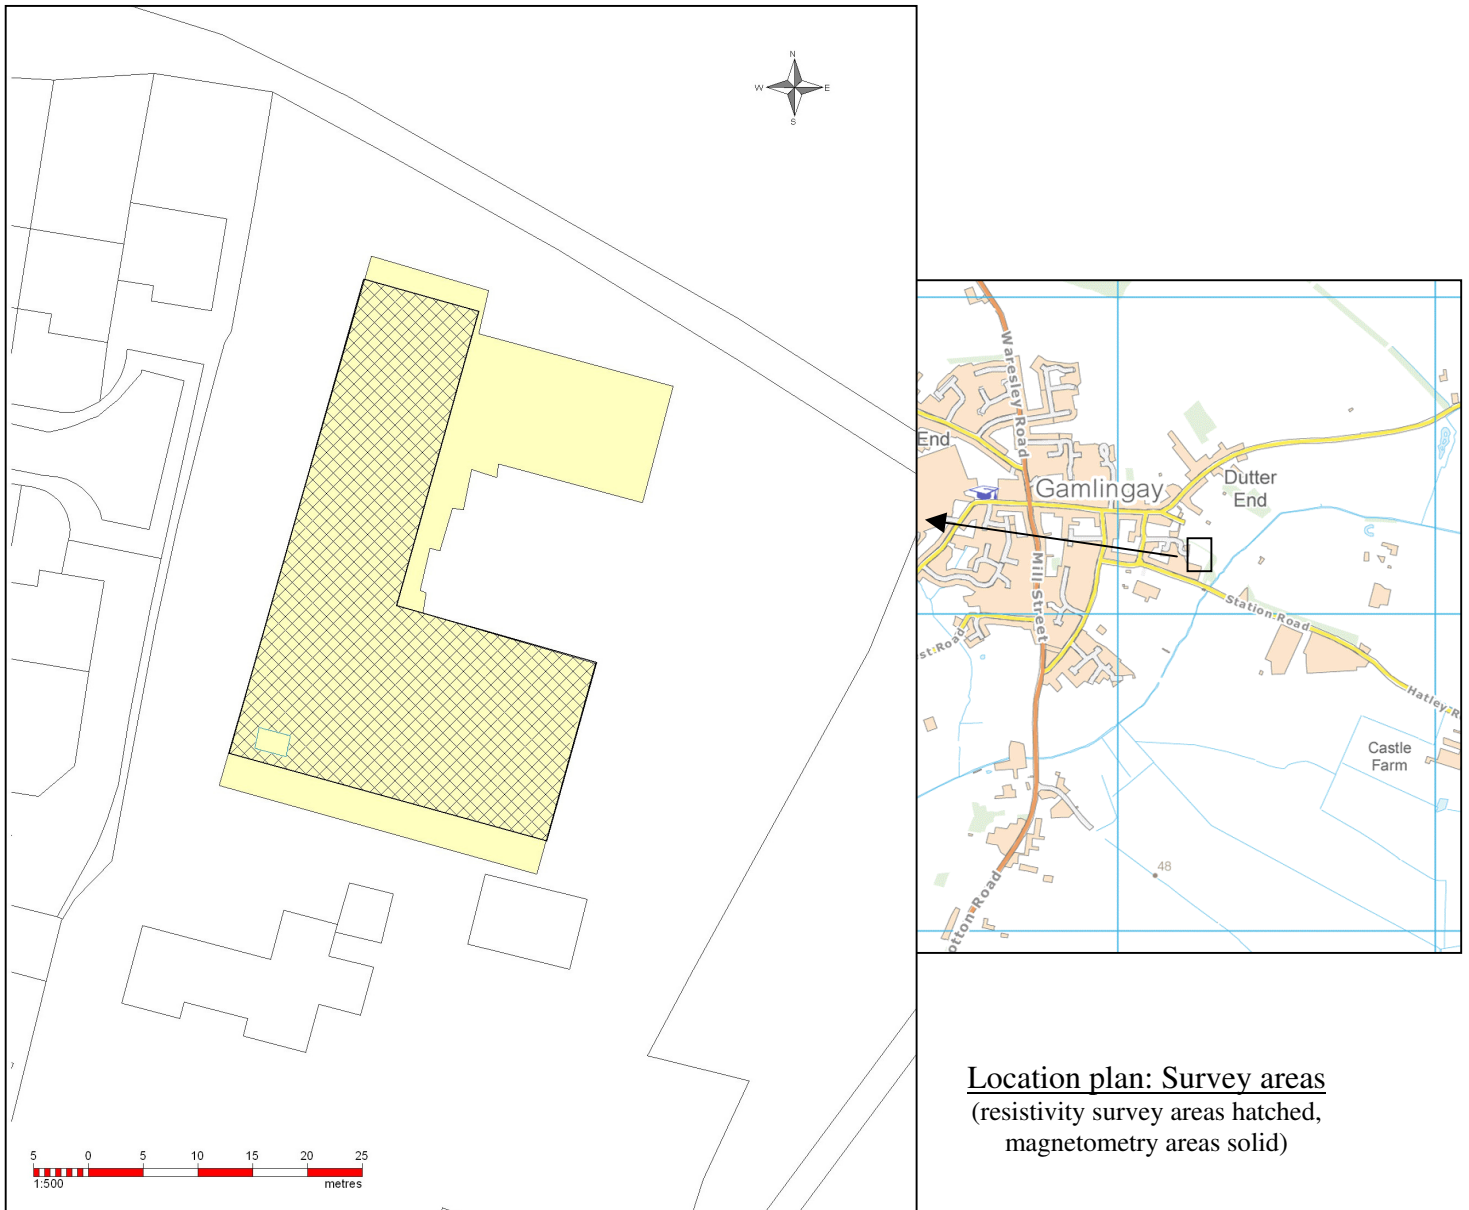 N
W E
S
5 0 5 10 15 20 25
1:500 metres
Waresley Road
End
Gamlingay
Dutter
End
Mill Street
Station Road
st Road
Hatley R
Castle
Farm
48
otton Road
Location plan: Survey areas
(resistivity survey areas hatched,
magnetometry areas solid)